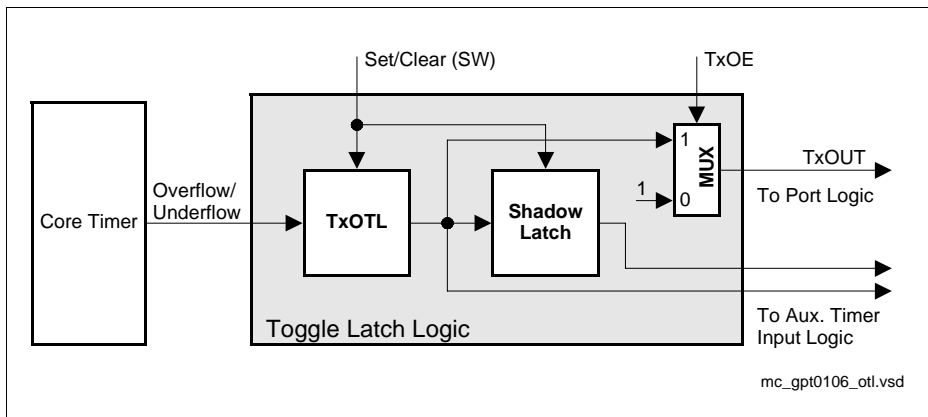 Set/Clear (SW)
TxOE
Core Timer
Overflow/
Underflow
TxOTL
Shadow
Latch
1
MUX
1
0
TxOUT
To Port Logic
To Aux. Timer
Input Logic
Toggle Latch Logic
mc_gpt0106_otl.vsd